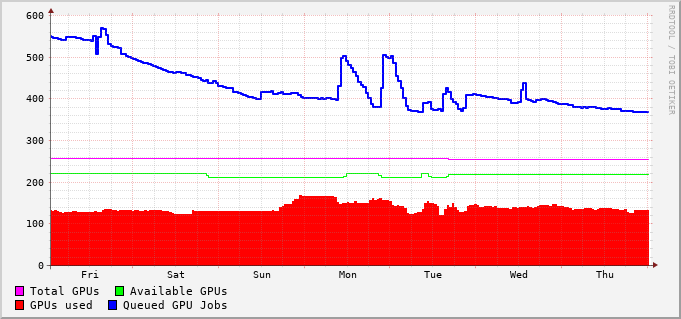 600
500
400
300
200
100
0
Fri Sat Sun Mon Tue Wed Thu
Total GPUs Available GPUs
GPUs used Queued GPU Jobs
RRDTOOL / TOBI OETIKER